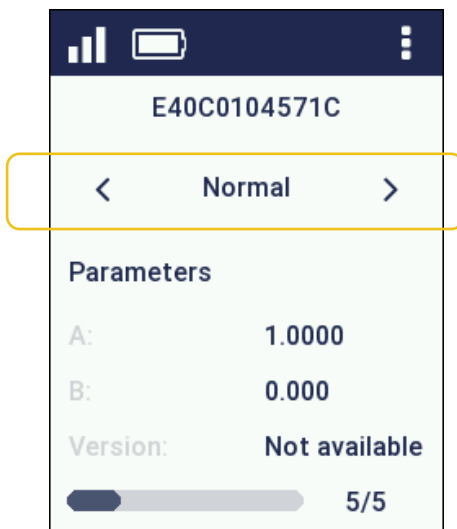 E40C0104571C
< Normal >
Parameters
A: 1.0000
B: 0.000
Version: Not available
5/5